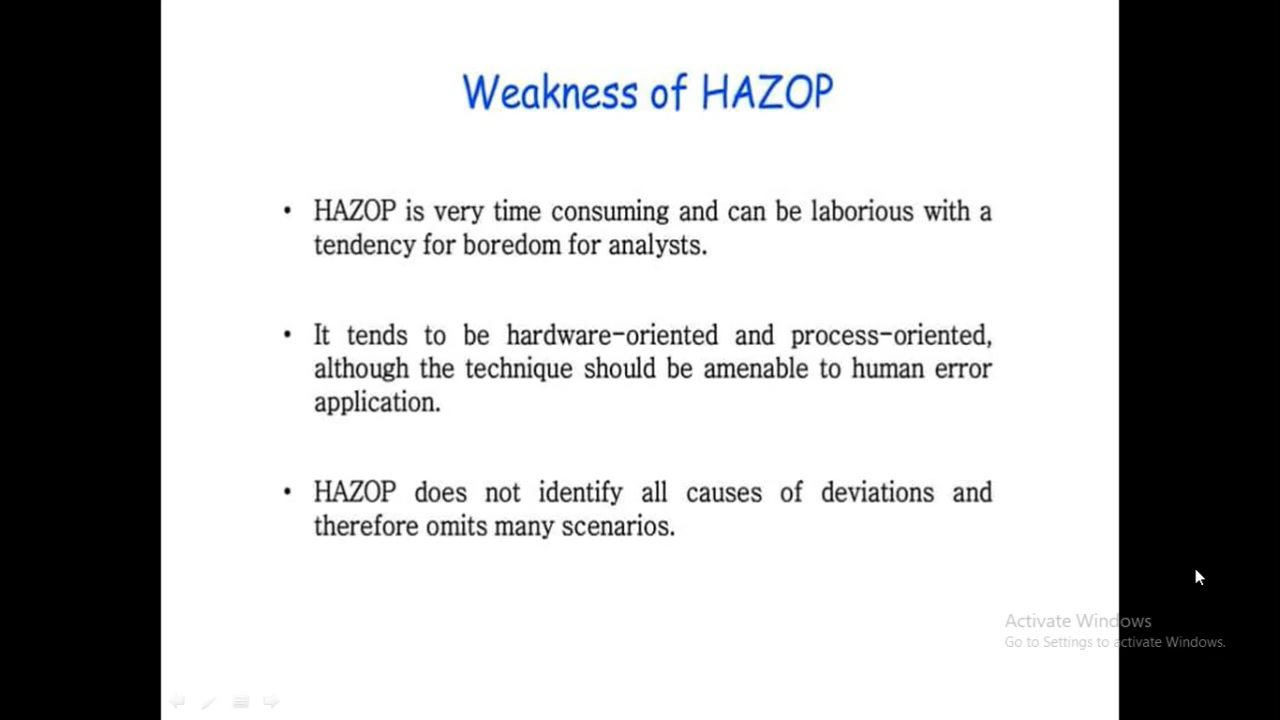 Weakness of HAZOP
• HAZOP is very time consuming and can be laborious with a
tendency for boredom for analysts.
• It tends to be hardware-oriented and process-oriented,
although the technique should be amenable to human error
application.
• HAZOP does not identify all causes of deviations and
therefore omits many scenarios.
Activate Windows
Go to Settings to activate Windows.